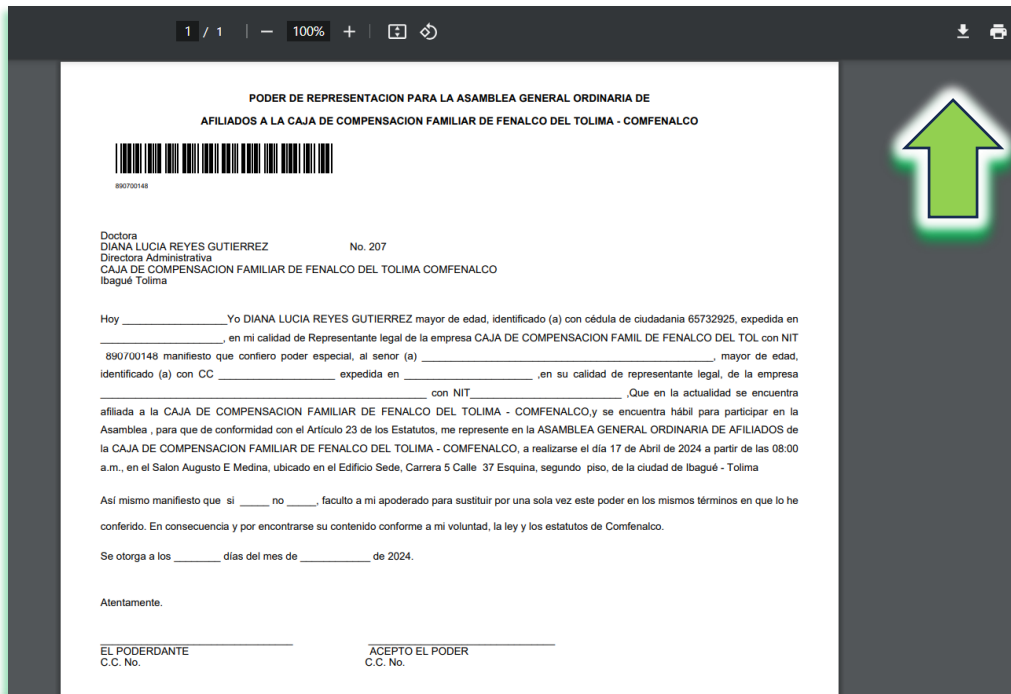 1 / 1 | − 100% + |
PODER DE REPRESENTACION PARA LA ASAMBLEA GENERAL ORDINARIA DE
AFILIADOS A LA CAJA DE COMPENSACION FAMILIAR DE FENALCO DEL TOLIMA - COMFENALCO
890700148
Doctora
DIANA LUCIA REYES GUTIERREZ No. 207
Directora Administrativa
CAJA DE COMPENSACION FAMILIAR DE FENALCO DEL TOLIMA COMFENALCO
Ibagué Tolima
Hoy __________________Yo DIANA LUCIA REYES GUTIERREZ mayor de edad, identificado (a) con cédula de ciudadania 65732925, expedida en
_____________________, en mi calidad de Representante legal de la empresa CAJA DE COMPENSACION FAMIL DE FENALCO DEL TOL con NIT
890700148 manifiesto que confiero poder especial, al señor (a) __________________________________________________, mayor de edad,
identificado (a) con CC ____________________ expedida en ______________________ ,en su calidad de representante legal, de la empresa
________________________________________________________ con NIT__________________________ ,Que en la actualidad se encuentra
afiliada a la CAJA DE COMPENSACION FAMILIAR DE FENALCO DEL TOLIMA - COMFENALCO,y se encuentra hábil para participar en la
Asamblea , para que de conformidad con el Artículo 23 de los Estatutos, me represente en la ASAMBLEA GENERAL ORDINARIA DE AFILIADOS de
la CAJA DE COMPENSACION FAMILIAR DE FENALCO DEL TOLIMA - COMFENALCO, a realizarse el día 17 de Abril de 2024 a partir de las 08:00
a.m., en el Salon Augusto E Medina, ubicado en el Edificio Sede, Carrera 5 Calle 37 Esquina, segundo piso, de la ciudad de Ibagué - Tolima
Así mismo manifiesto que si _____ no _____, faculto a mi apoderado para sustituir por una sola vez este poder en los mismos términos en que lo he
conferido. En consecuencia y por encontrarse su contenido conforme a mi voluntad, la ley y los estatutos de Comfenalco.
Se otorga a los ________ días del mes de ____________ de 2024.
Atentamente.
_________________________________ ________________________________
EL PODERDANTE ACEPTO EL PODER
C.C. No. C.C. No.